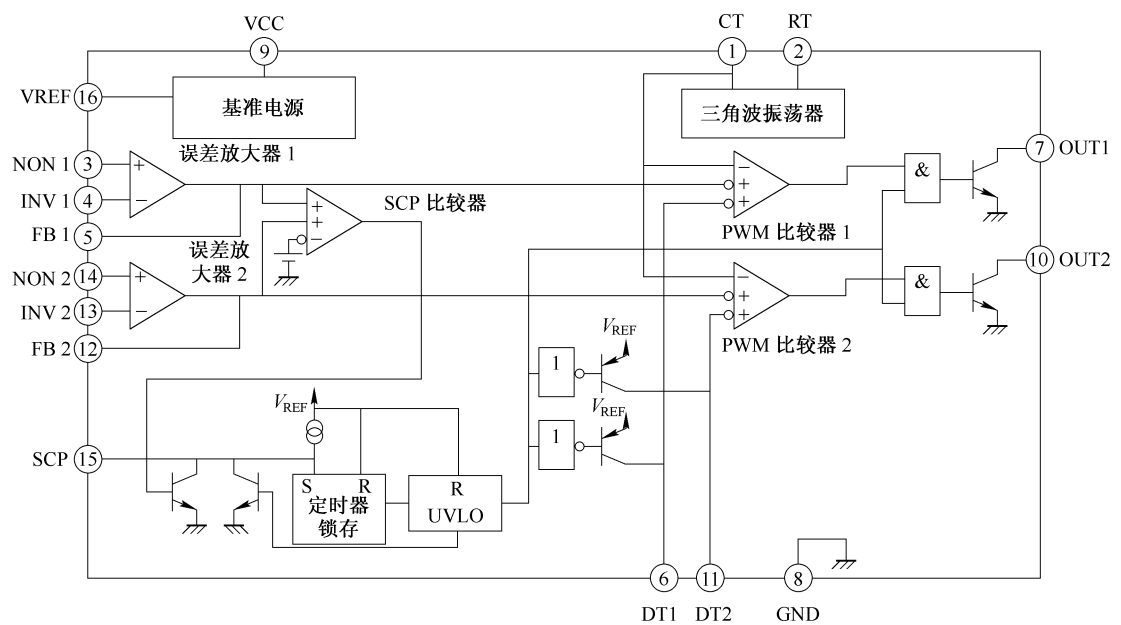 VCC
9
CT
1
RT
2
VREF 16
基准电源
三角波振荡器
误差放大器 1
NON 1 3
+
INV 1 4
−
FB 1 5
SCP 比较器
+
+
−
误差放
大器 2
NON 2 14
+
INV 2 13
−
FB 2 12
−
+
+
PWM 比较器 1
&
7 OUT1
−
+
+
PWM 比较器 2
&
10 OUT2
VREF
1
VREF
1
VREF
SCP 15
S R
定时器
锁存
R
UVLO
6
DT1
11
DT2
8
GND